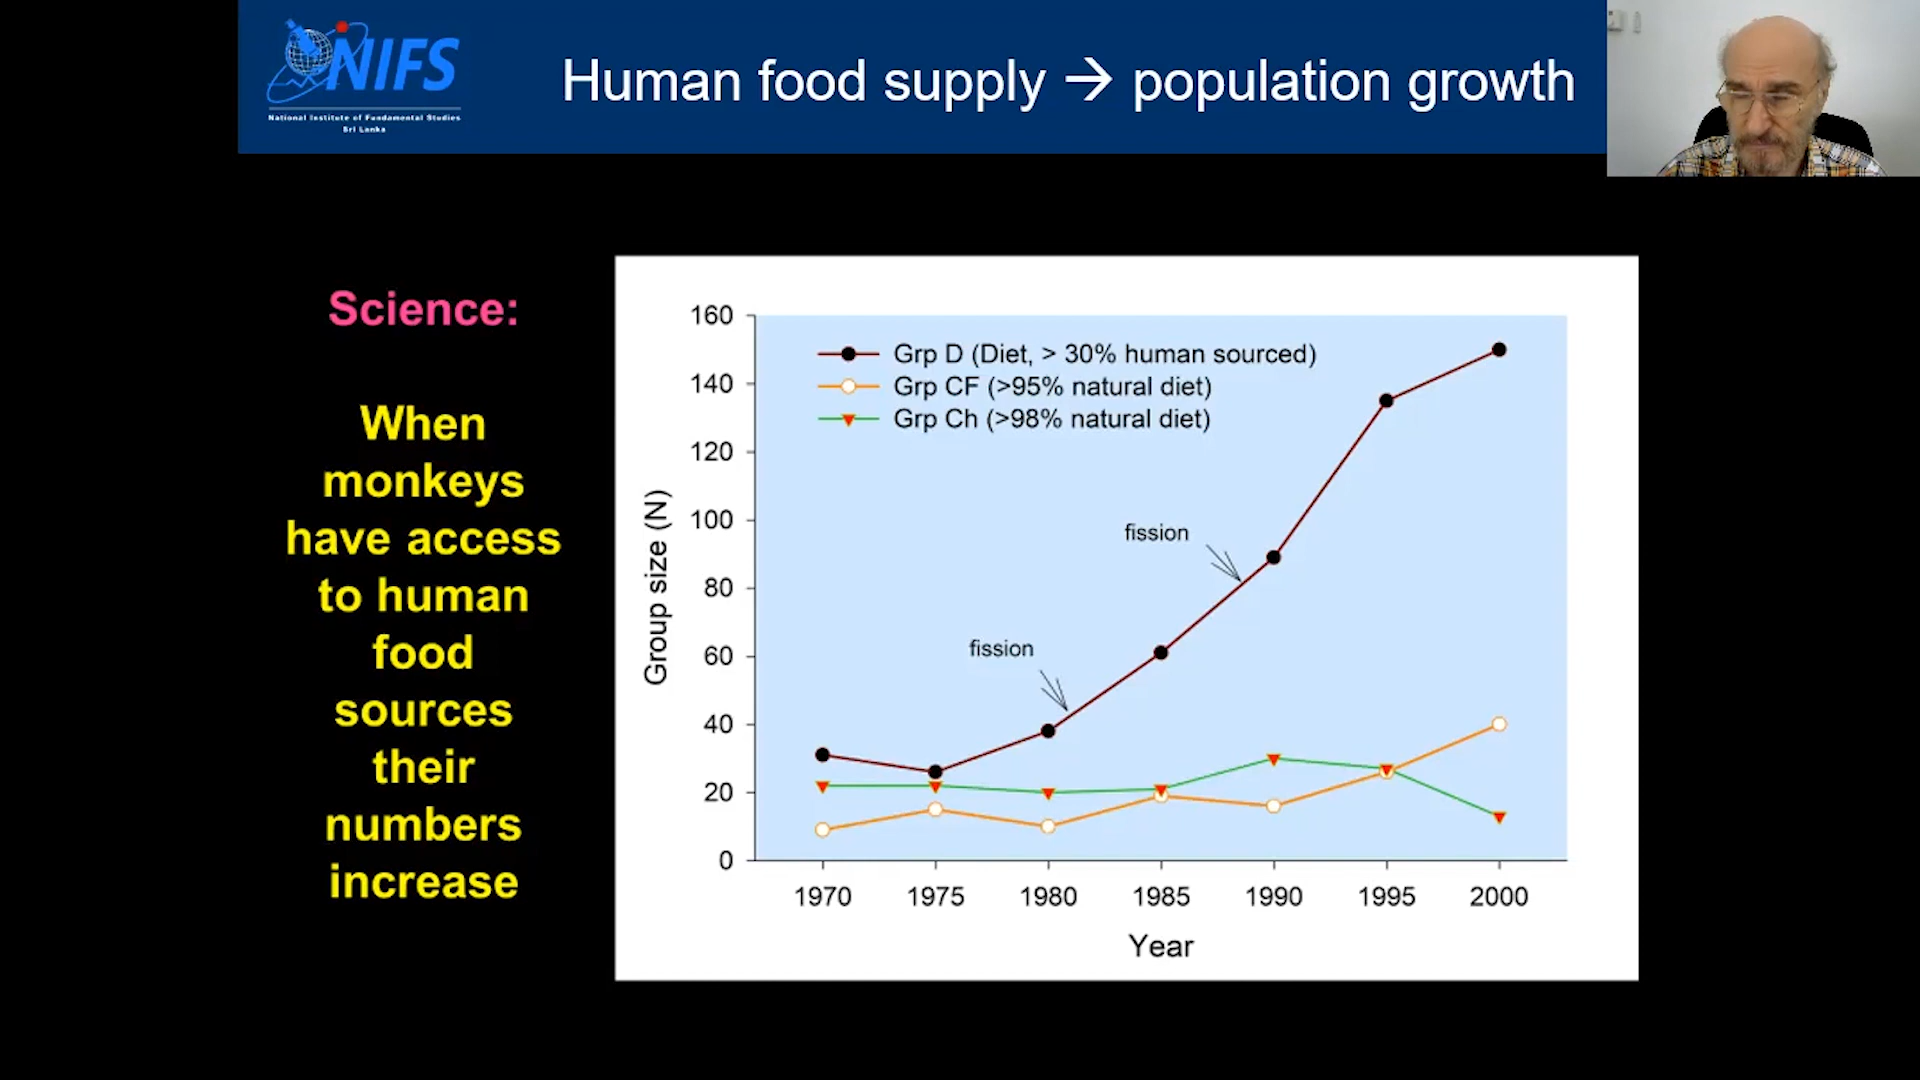 NIFS
National Institute of Fundamental Studies
Sri Lanka
Human food supply → population growth
Science:
When
monkeys
have access
to human
food
sources
their
numbers
increase
160
140
120
100
80
60
40
20
0
Group size (N)
Grp D (Diet, > 30% human sourced)
Grp CF (>95% natural diet)
Grp Ch (>98% natural diet)
fission
fission
1970 1975 1980 1985 1990 1995 2000
Year